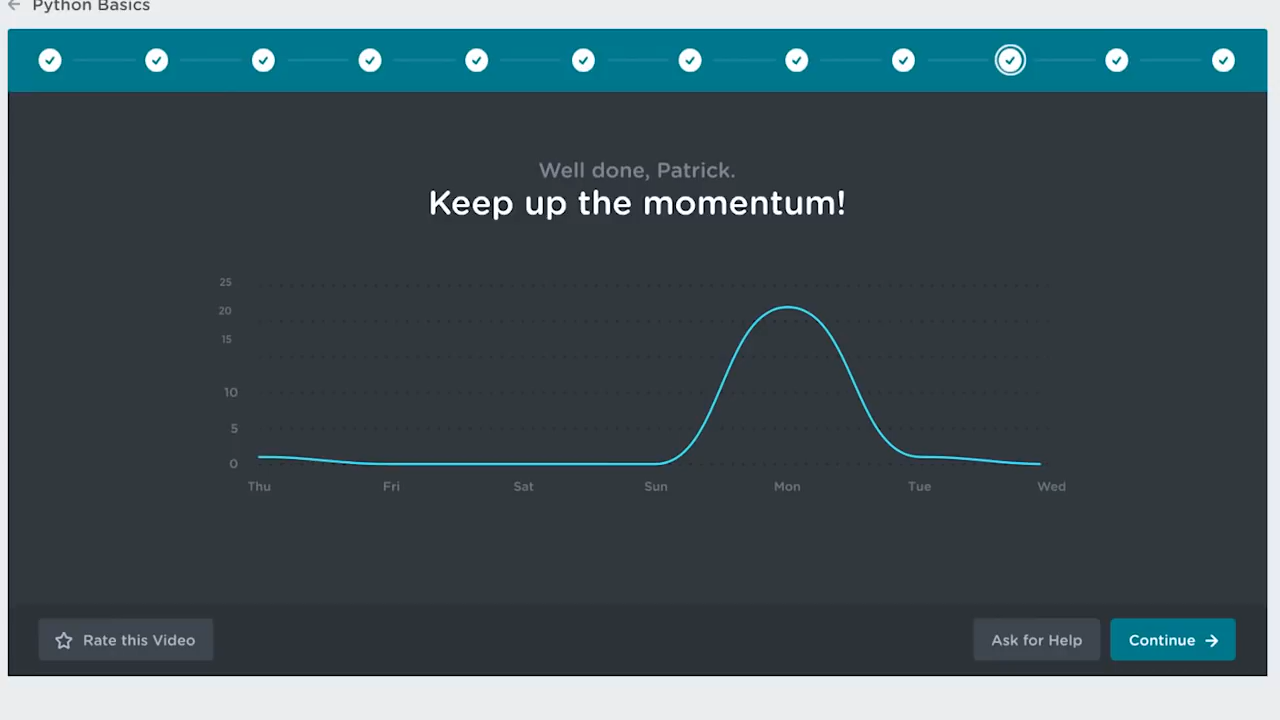 Python Basics
Well done, Patrick.
Keep up the momentum!
25
20
15
10
5
0
Thu Fri Sat Sun Mon Tue Wed
Rate this Video Ask for Help Continue